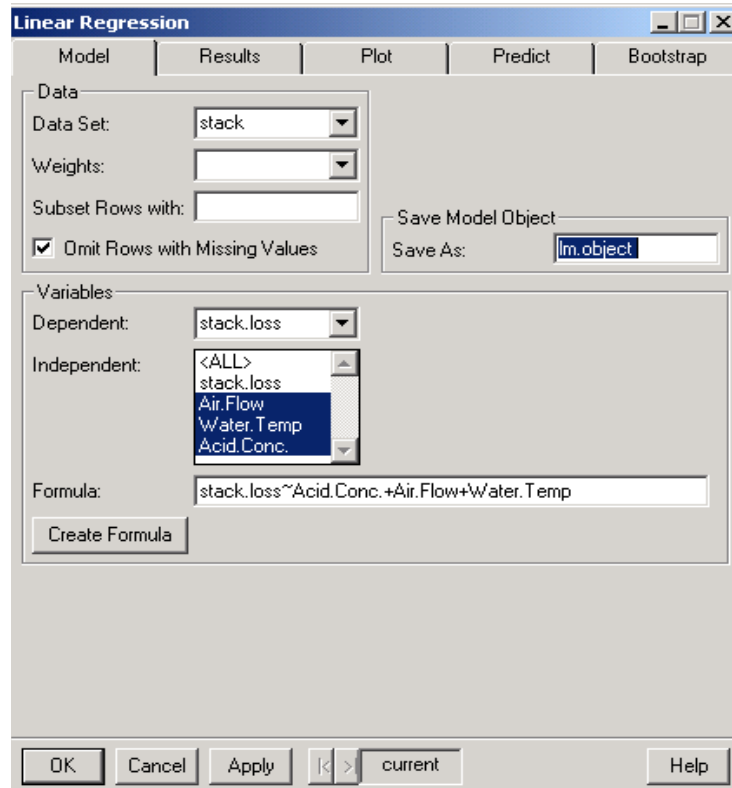 Linear Regression
Model Results Plot Predict Bootstrap
Data
Data Set: stack
Weights:
Subset Rows with:
Omit Rows with Missing Values
Save Model Object
Save As: lm.object
Variables
Dependent: stack.loss
Independent: <ALL>
stack.loss
Air.Flow
Water.Temp
Acid.Conc.
Formula: stack.loss~Acid.Conc.+Air.Flow+Water.Temp
Create Formula
OK Cancel Apply current Help